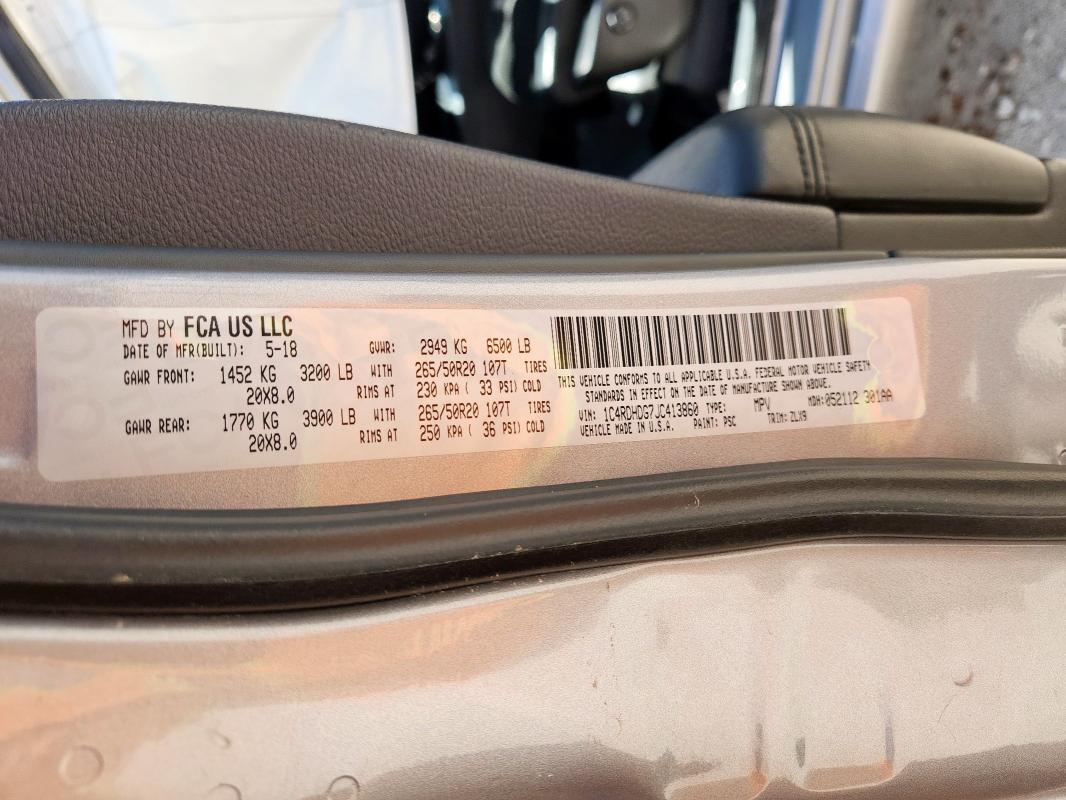 MFD BY FCA US LLC
DATE OF MFR(BUILT): 5-18 GVWR: 2949 KG 6500 LB
GAWR FRONT: 1452 KG 3200 LB WITH 265/50R20 107T TIRES
20X8.0 RIMS AT 230 KPA ( 33 PSI) COLD
GAWR REAR: 1770 KG 3900 LB WITH 265/50R20 107T TIRES
20X8.0 RIMS AT 250 KPA ( 36 PSI) COLD
THIS VEHICLE CONFORMS TO ALL APPLICABLE U.S.A. FEDERAL MOTOR VEHICLE SAFETY
STANDARDS IN EFFECT ON THE DATE OF MANUFACTURE SHOWN ABOVE.
VIN: 1C4RDHDG7JC413860 TYPE: MPV MDH: 052112 301AA
VEHICLE MADE IN U.S.A. PAINT: PSC TRIM: ZLX9